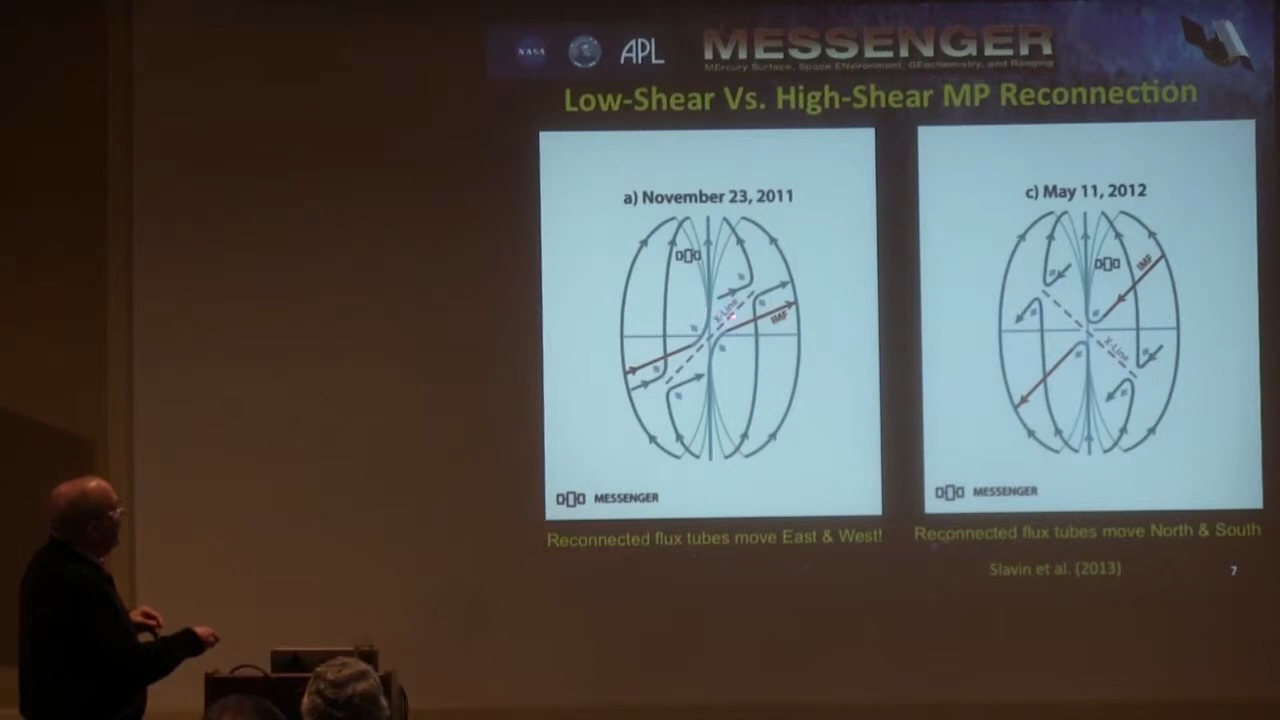 NASA
APL
MESSENGER
MErcury Surface, Space ENvironment, GEochemistry, and Ranging
Low-Shear Vs. High-Shear MP Reconnection
a) November 23, 2011
X-Line
IMF
MESSENGER
c) May 11, 2012
IMF
X-Line
MESSENGER
Reconnected flux tubes move East & West!
Reconnected flux tubes move North & South
Slavin et al. (2013)
7